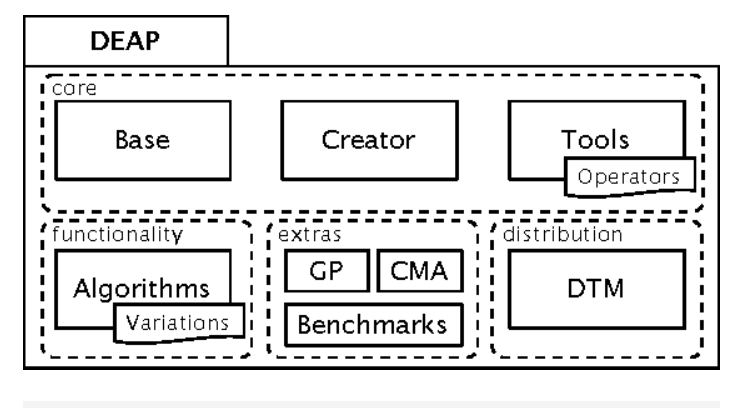 DEAP
core
Base
Creator
Tools
Operators
functionality
Algorithms
Variations
extras
GP
CMA
Benchmarks
distribution
DTM